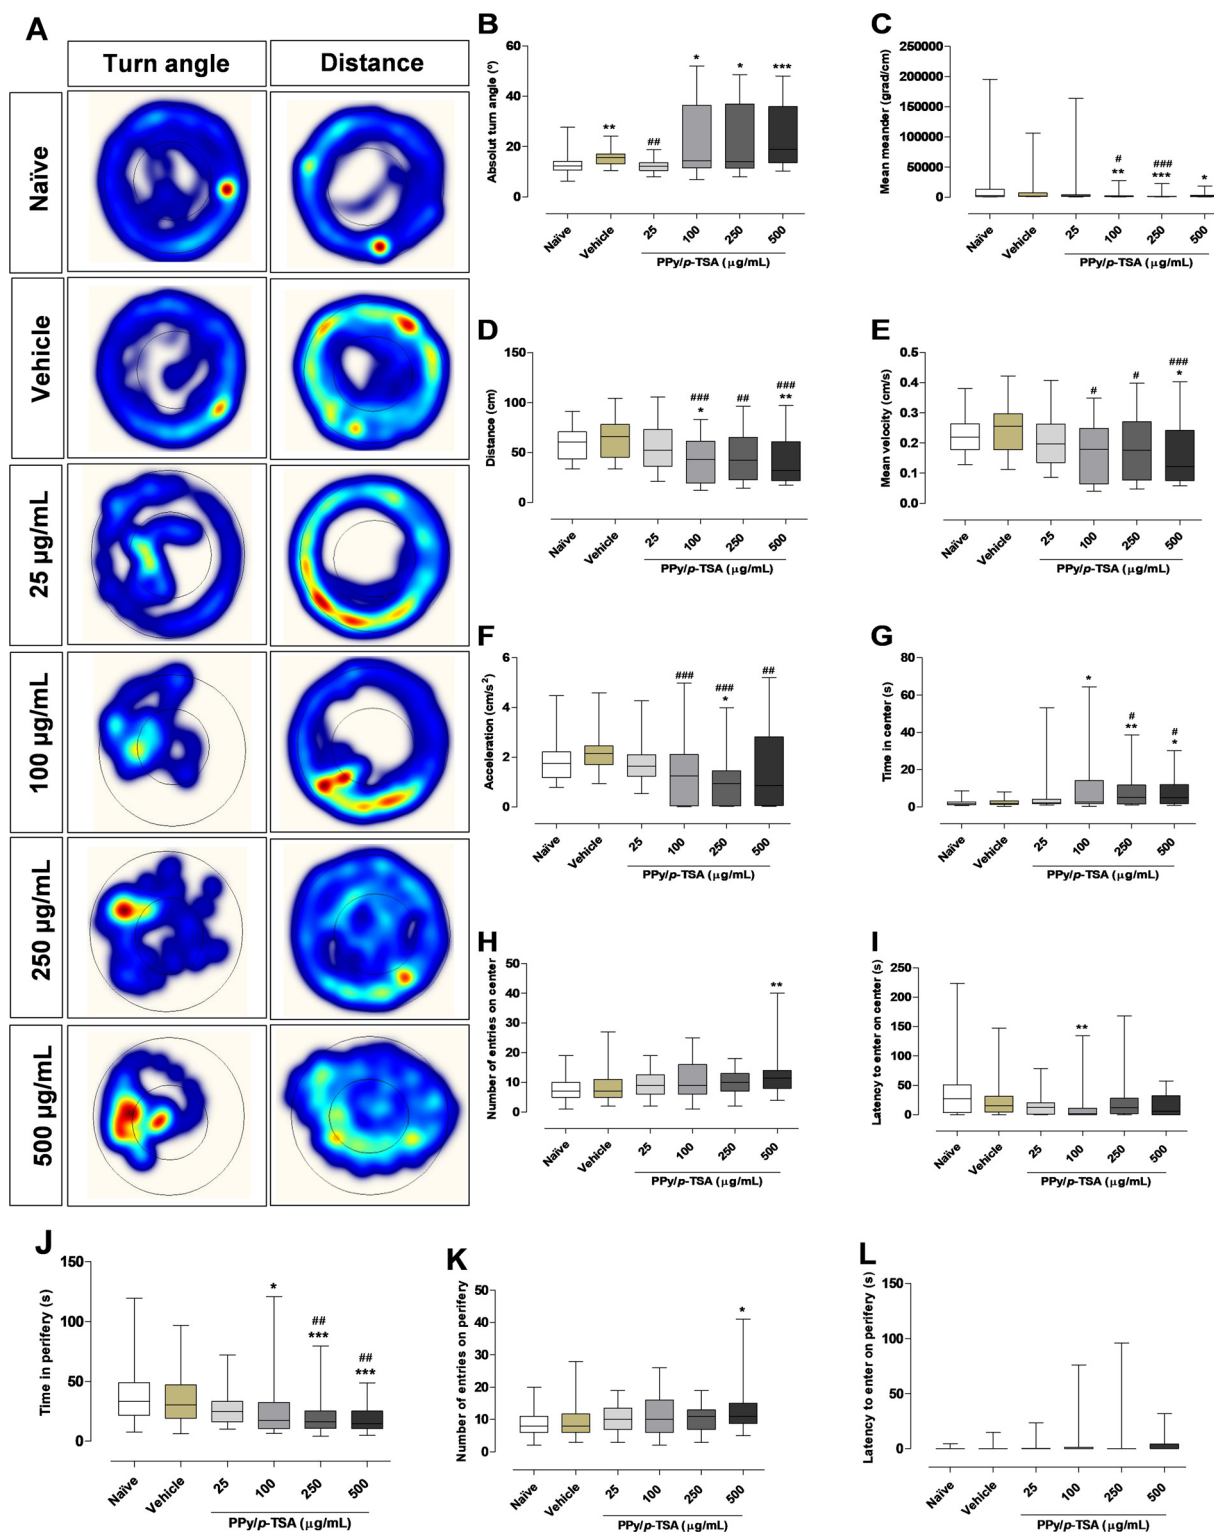 A
Turn angle
Distance
Naïve
Vehicle
25 µg/mL
100 µg/mL
250 µg/mL
500 µg/mL
B
Absolut turn angle (º)
60
40
20
0
*
*
***
**
##
Naïve
Vehicle
25
100
250
500
PPy/p-TSA (µg/mL)
C
Mean meander (grad/cm)
250000
200000
150000
100000
50000
0
#
**
###
***
*
Naïve
Vehicle
25
100
250
500
PPy/p-TSA (µg/mL)
D
Distance (cm)
150
100
50
0
###
*
##
###
**
Naïve
Vehicle
25
100
250
500
PPy/p-TSA (µg/mL)
E
Mean velocity (cm/s)
0.5
0.4
0.3
0.2
0.1
0.0
#
#
###
*
Naïve
Vehicle
25
100
250
500
PPy/p-TSA (µg/mL)
F
Acceleration (cm/s²)
6
4
2
0
###
###
*
##
Naïve
Vehicle
25
100
250
500
PPy/p-TSA (µg/mL)
G
Time in center (s)
80
60
40
20
0
*
#
**
#
*
Naïve
Vehicle
25
100
250
500
PPy/p-TSA (µg/mL)
H
Number of entries on center
50
40
30
20
10
0
**
Naïve
Vehicle
25
100
250
500
PPy/p-TSA (µg/mL)
I
Latency to enter on center (s)
250
200
150
100
50
0
**
Naïve
Vehicle
25
100
250
500
PPy/p-TSA (µg/mL)
J
Time in perifery (s)
150
100
50
0
*
##
***
##
***
Naïve
Vehicle
25
100
250
500
PPy/p-TSA (µg/mL)
K
Number of entries on perifery
50
40
30
20
10
0
*
Naïve
Vehicle
25
100
250
500
PPy/p-TSA (µg/mL)
L
Latency to enter on perifery (s)
150
100
50
0
Naïve
Vehicle
25
100
250
500
PPy/p-TSA (µg/mL)